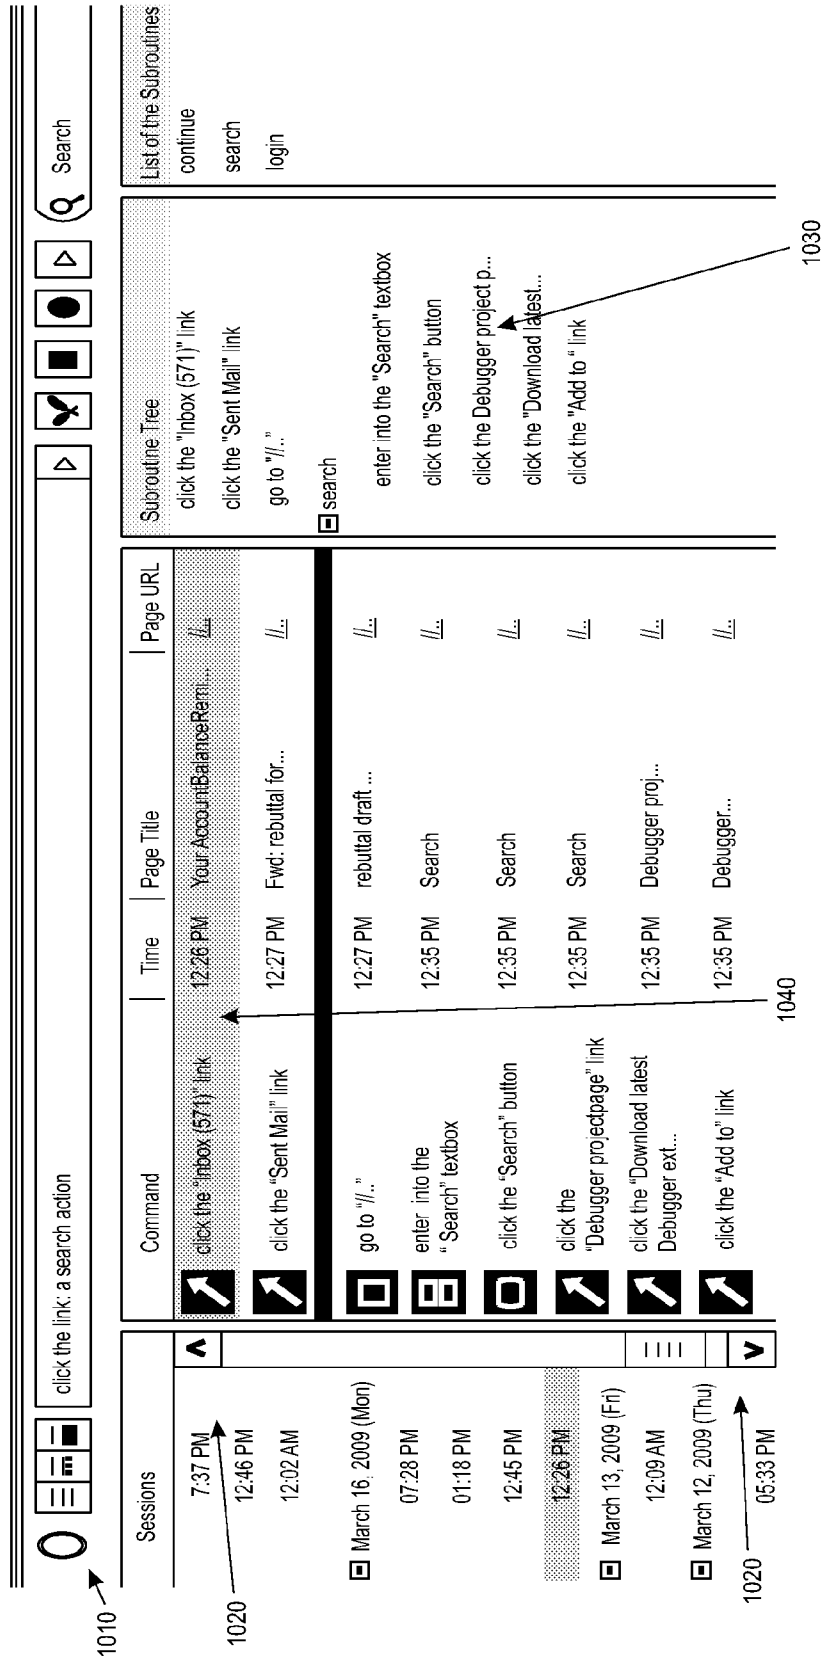 click the link: a search action
Search
Sessions
7:37 PM
12:46 PM
12:02 AM
March 16, 2009 (Mon)
07:28 PM
01:18 PM
12:45 PM
12:26 PM
March 13, 2009 (Fri)
12:09 AM
March 12, 2009 (Thu)
05:33 PM
Command | Time | Page Title | Page URL
click the "Inbox (571)" link 12:26 PM Your AccountBalanceRemi... //..
click the "Sent Mail" link 12:27 PM Fwd: rebuttal for... //..
go to "//.." 12:27 PM rebuttal draft ... //..
enter into the
" Search" textbox 12:35 PM Search //..
click the "Search" button 12:35 PM Search //..
click the
"Debugger projectpage" link 12:35 PM Search //..
click the "Download latest
Debugger ext... 12:35 PM Debugger proj... //..
click the "Add to" link 12:35 PM Debugger... //..
Subroutine Tree
click the "Inbox (571)" link
click the "Sent Mail" link
go to "//.."
search
enter into the "Search" textbox
click the "Search" button
click the Debugger project p...
click the "Download latest...
click the "Add to " link
List of the Subroutines
continue
search
login
1010
1020
1020
1040
1030